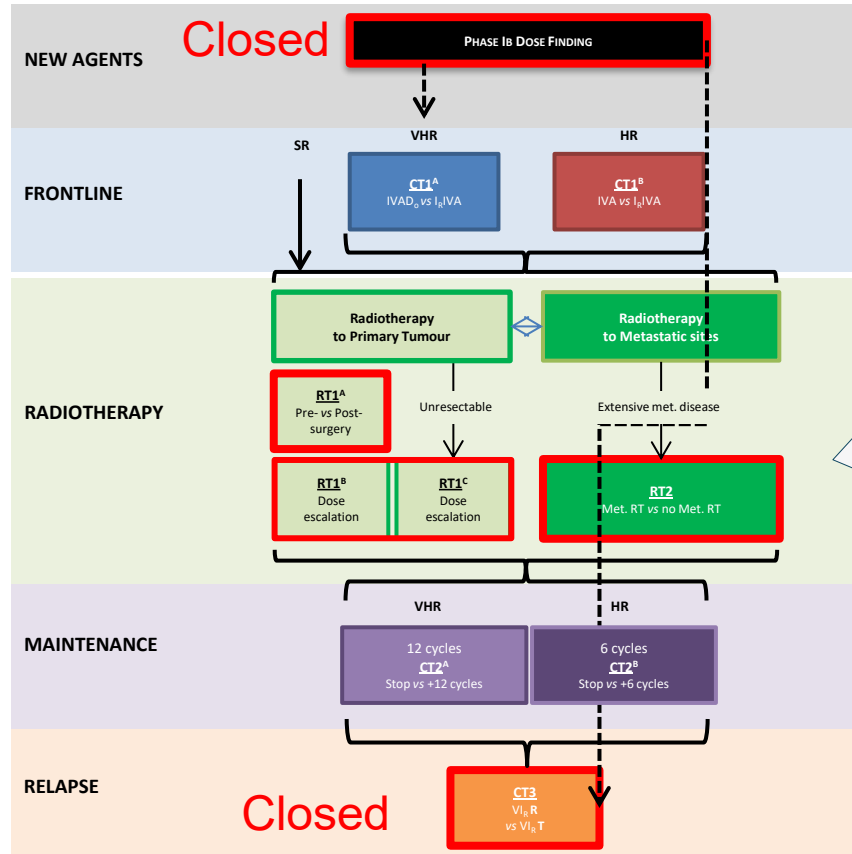 Closed
PHASE IB DOSE FINDING
NEW AGENTS
VHR
HR
SR
FRONTLINE
CT1A
IVADo vs IRIVA
CT1B
IVA vs IRIVA
Radiotherapy
to Primary Tumour
Radiotherapy
to Metastatic sites
RADIOTHERAPY
RT1A
Pre- vs Post-
surgery
Unresectable
Extensive met. disease
RT1B
Dose
escalation
RT1C
Dose
escalation
RT2
Met. RT vs no Met. RT
VHR
HR
MAINTENANCE
12 cycles
CT2A
Stop vs +12 cycles
6 cycles
CT2B
Stop vs +6 cycles
RELAPSE
Closed
CT3
VIRR
vs VIRT